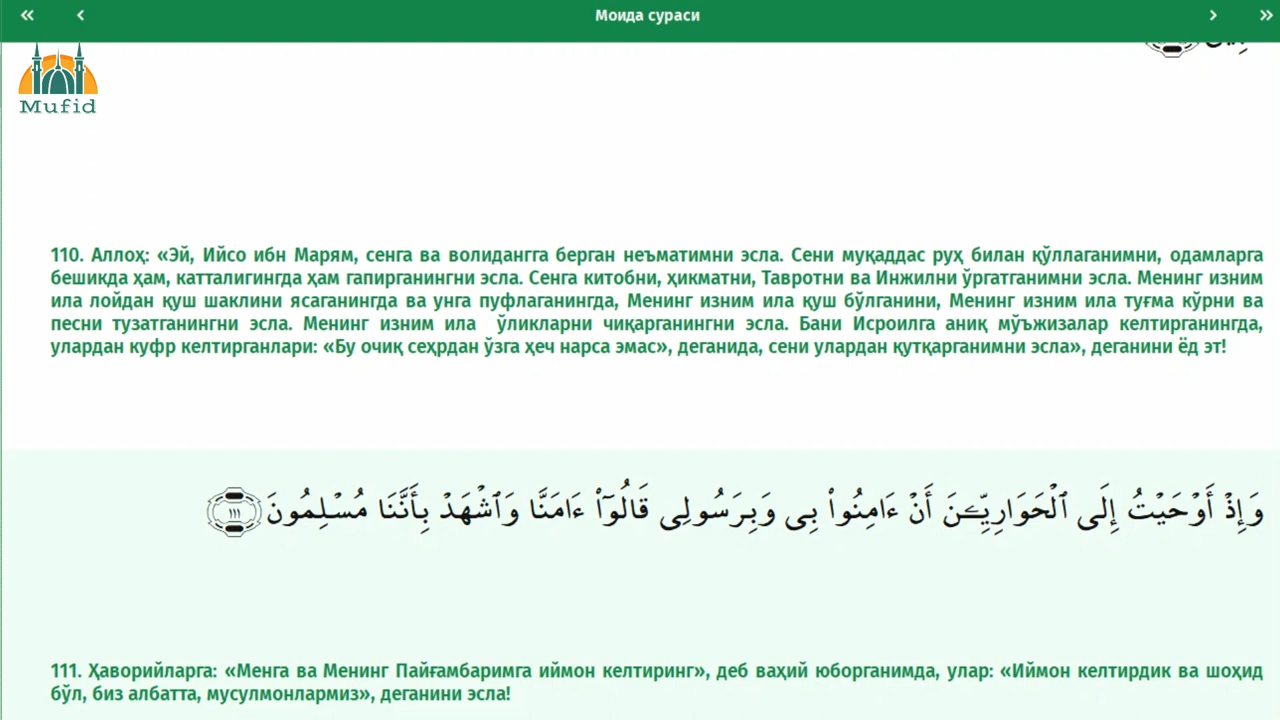 Моида сураси
Mufid
110. Аллоҳ: «Эй, Ийсо ибн Марям, сенга ва волидангга берган неъматимни эсла. Сени муқаддас руҳ билан қўллаганимни, одамларга
бешикда ҳам, катталигингда ҳам гапирганингни эсла. Сенга китобни, ҳикматни, Тавротни ва Инжилни ўргатганимни эсла. Менинг изним
ила лойдан қуш шаклини ясаганингда ва унга пуфлаганингда, Менинг изним ила қуш бўлганини, Менинг изним ила туғма кўрни ва
песни тузатганингни эсла. Менинг изним ила ўликларни чиқарганингни эсла. Бани Исроилга аниқ мўъжизалар келтирганингда,
улардан куфр келтирганлари: «Бу очиқ сеҳрдан ўзга ҳеч нарса эмас», деганида, сени улардан қутқарганимни эсла», деганини ёд эт!
وَإِذْ أَوْحَيْتُ إِلَى ٱلْحَوَارِيِّـۧنَ أَنْ ءَامِنُوا۟ بِى وَبِرَسُولِى قَالُوٓا۟ ءَامَنَّا وَٱشْهَدْ بِأَنَّنَا مُسْلِمُونَ ١١١
111. Ҳаворийларга: «Менга ва Менинг Пайғамбаримга иймон келтиринг», деб ваҳий юборганимда, улар: «Иймон келтирдик ва шоҳид
бўл, биз албатта, мусулмонлармиз», деганини эсла!